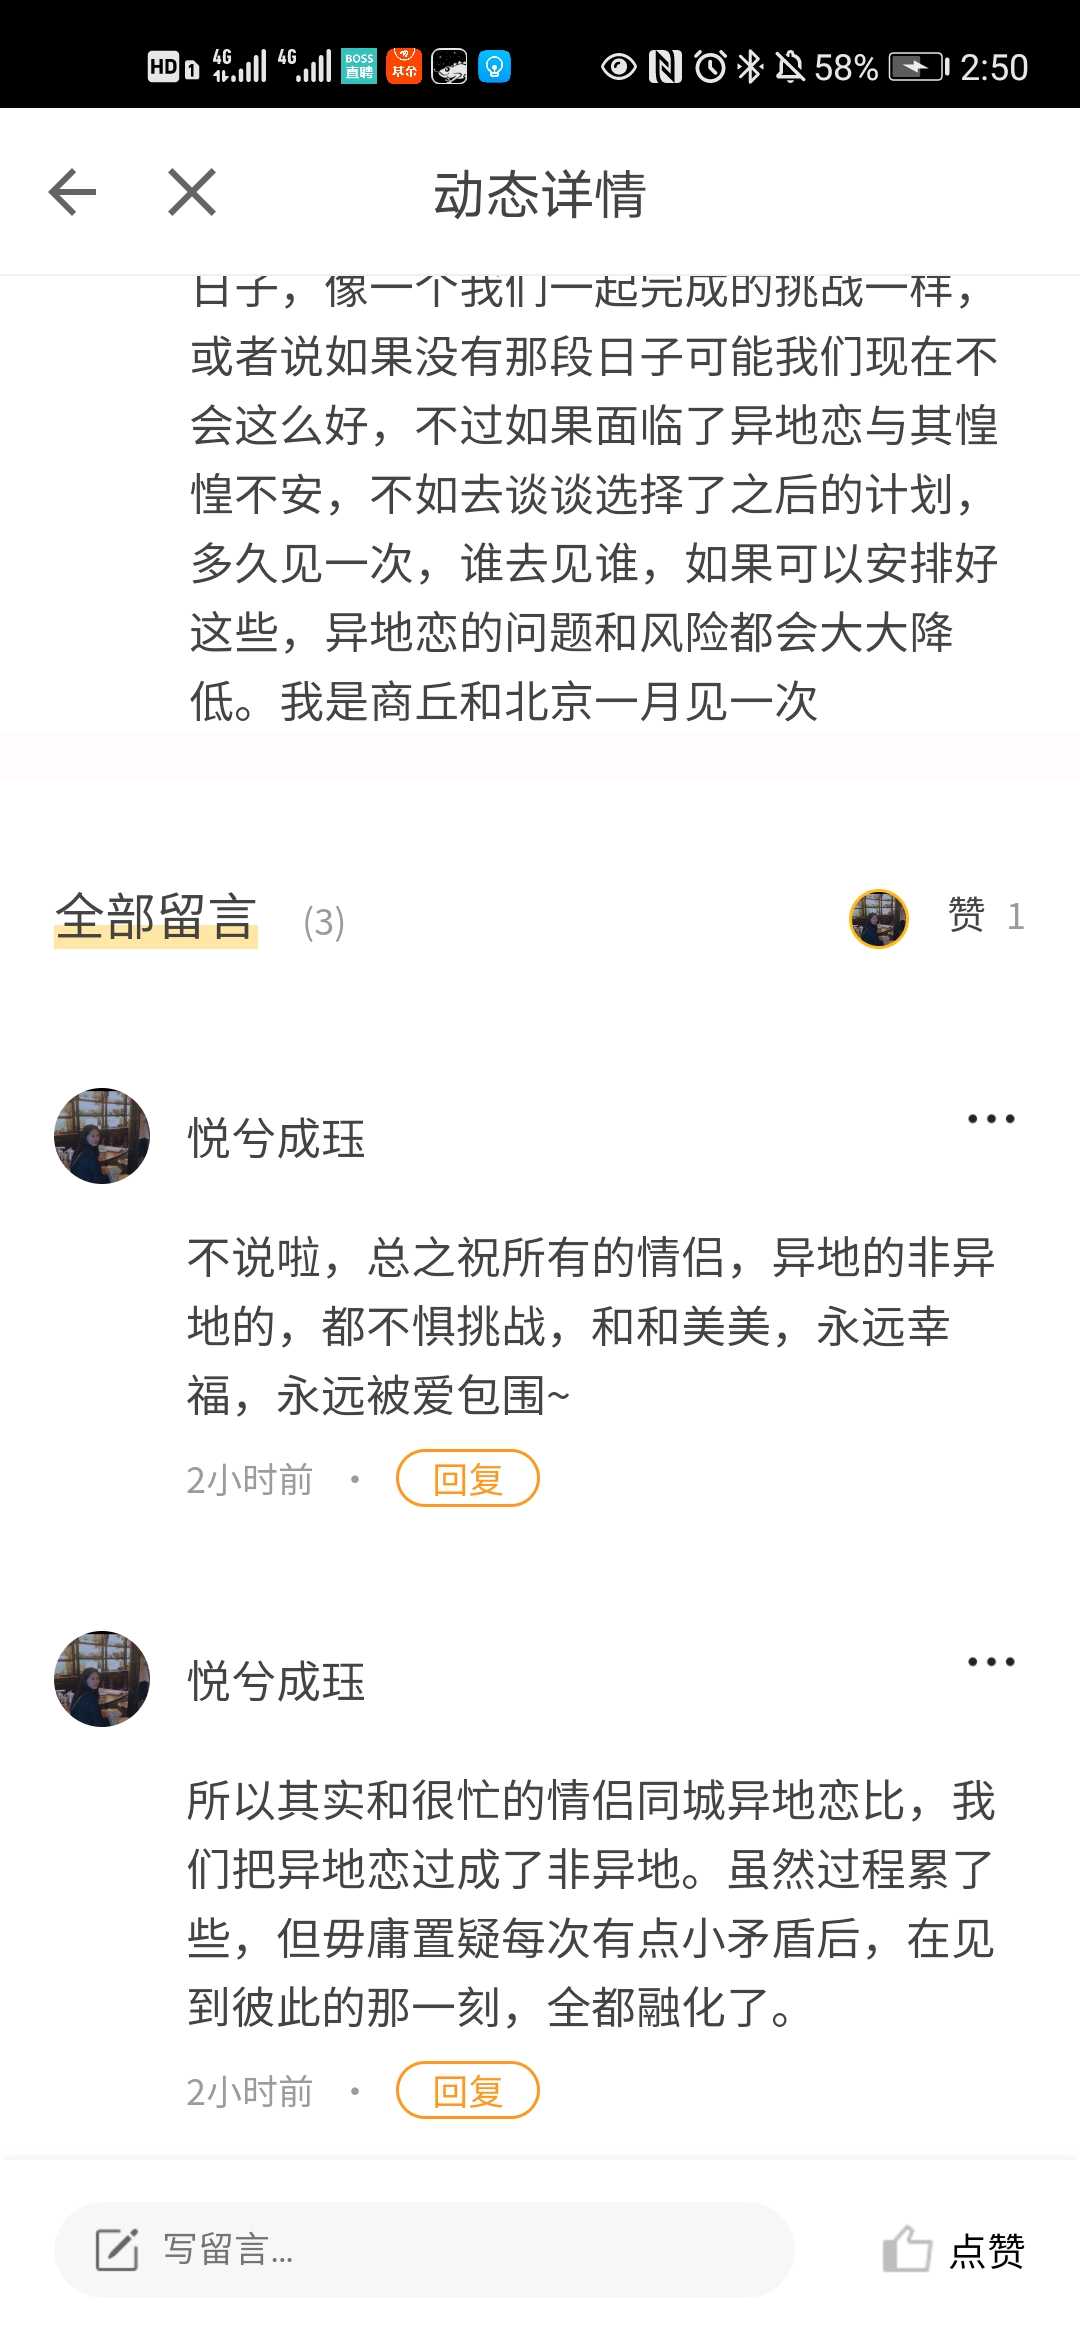 HD 1 4G 4G BOSS直聘 58% 2:50
动态详情
日子，像一个我们一起完成的挑战一样，
或者说如果没有那段日子可能我们现在不
会这么好，不过如果面临了异地恋与其惶
惶不安，不如去谈谈选择了之后的计划，
多久见一次，谁去见谁，如果可以安排好
这些，异地恋的问题和风险都会大大降
低。我是商丘和北京一月见一次
全部留言 (3) 赞 1
悦兮成珏
不说啦，总之祝所有的情侣，异地的非异
地的，都不惧挑战，和和美美，永远幸
福，永远被爱包围~
2小时前 · 回复
悦兮成珏
所以其实和很忙的情侣同城异地恋比，我
们把异地恋过成了非异地。虽然过程累了
些，但毋庸置疑每次有点小矛盾后，在见
到彼此的那一刻，全都融化了。
2小时前 · 回复
写留言... 点赞